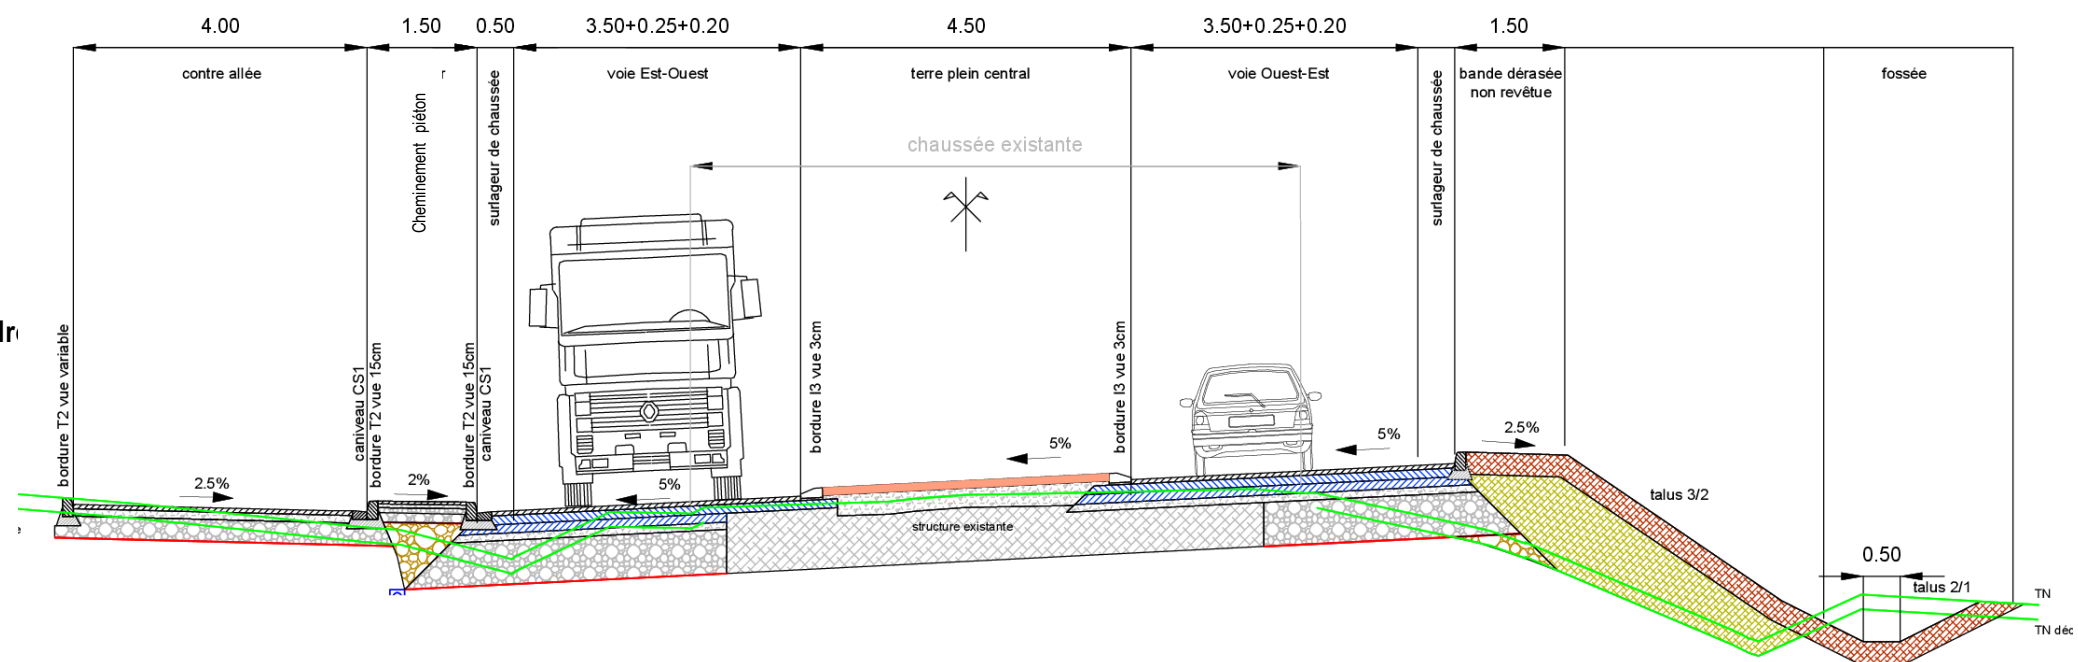 4.00
1.50
0.50
3.50+0.25+0.20
4.50
3.50+0.25+0.20
1.50
contre allée
r
Cheminement piéton
surlageur de chaussée
voie Est-Ouest
terre plein central
voie Ouest-Est
surlageur de chaussée
bande dérasée
non revêtue
fossée
chaussée existante
bordure T2 vue variable
caniveau CS1
bordure T2 vue 15cm
bordure T2 vue 15cm
caniveau CS1
bordure I3 vue 3cm
bordure I3 vue 3cm
2.5%
2%
5%
5%
5%
2.5%
structure existante
talus 3/2
0.50
talus 2/1
TN
TN déc